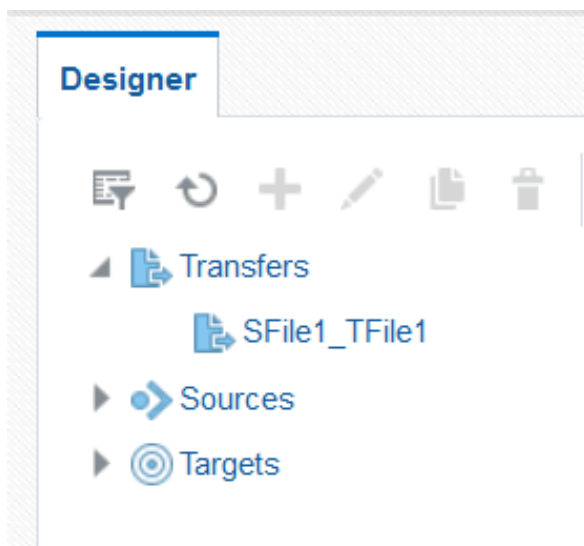 Designer
Transfers
SFile1_TFile1
Sources
Targets